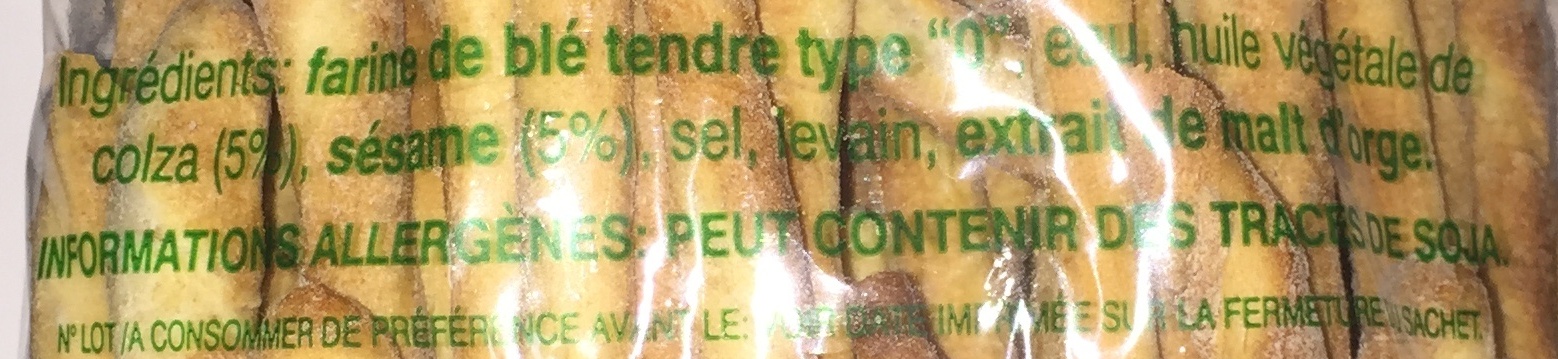 Ingrédients: farine de blé tendre type “0”, eau, huile végétale de
colza (5%), sésame (5%), sel, levain, extrait de malt d'orge.
INFORMATIONS ALLERGÈNES: PEUT CONTENIR DES TRACES DE SOJA.
N° LOT /A CONSOMMER DE PRÉFÉRENCE AVANT LE: DATE IMPRIMÉE SUR LA FERMETURE SACHET.